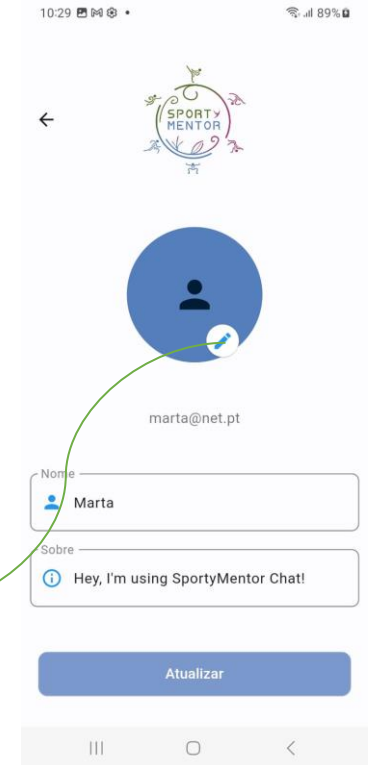 10:29
89%
SPORTY
MENTOR
marta@net.pt
Nome
Marta
Sobre
Hey, I'm using SportyMentor Chat!
Atualizar